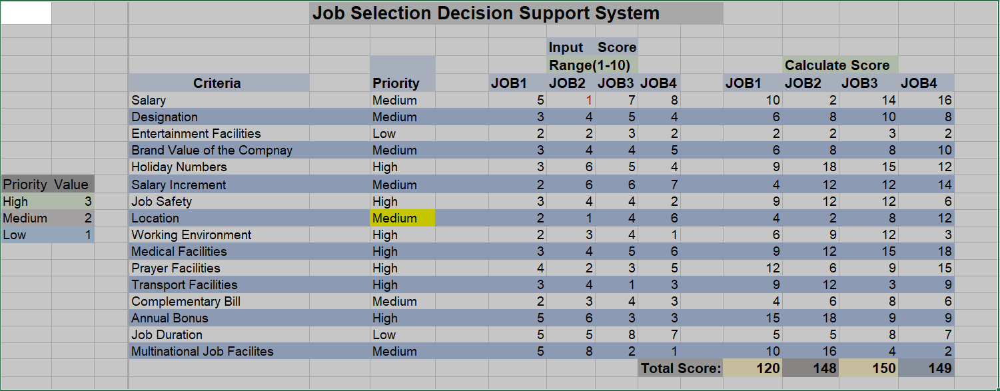 Job Selection Decision Support System
Input Score
Range(1-10) Calculate Score
Criteria Priority JOB1 JOB2 JOB3 JOB4 JOB1 JOB2 JOB3 JOB4
Salary Medium 5 1 7 8 10 2 14 16
Designation Medium 3 4 5 4 6 8 10 8
Entertainment Facilities Low 2 2 3 2 2 2 3 2
Brand Value of the Compnay Medium 3 4 4 5 6 8 8 10
Holiday Numbers High 3 6 5 4 9 18 15 12
Priority Value Salary Increment Medium 2 6 6 7 4 12 12 14
High 3 Job Safety High 3 4 4 2 9 12 12 6
Medium 2 Location Medium 2 1 4 6 4 2 8 12
Low 1 Working Environment High 2 3 4 1 6 9 12 3
Medical Facilities High 3 4 5 6 9 12 15 18
Prayer Facilities High 4 2 3 5 12 6 9 15
Transport Facilities High 3 4 1 3 9 12 3 9
Complementary Bill Medium 2 3 4 3 4 6 8 6
Annual Bonus High 5 6 3 3 15 18 9 9
Job Duration Low 5 5 8 7 5 5 8 7
Multinational Job Facilites Medium 5 8 2 1 10 16 4 2
Total Score: 120 148 150 149